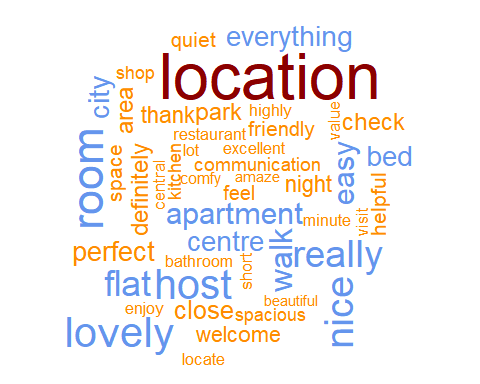 quiet
everything
shop
location
city
area
thank
park
highly
value
check
restaurant
friendly
room
space
definitely
central
kitchen
lot
excellent
communication
easy
bed
comfy
amaze
feel
night
helpful
apartment
minute
visit
centre
walk
really
perfect
bathroom
short
flat
host
beautiful
nice
enjoy
close
spacious
lovely
welcome
locate